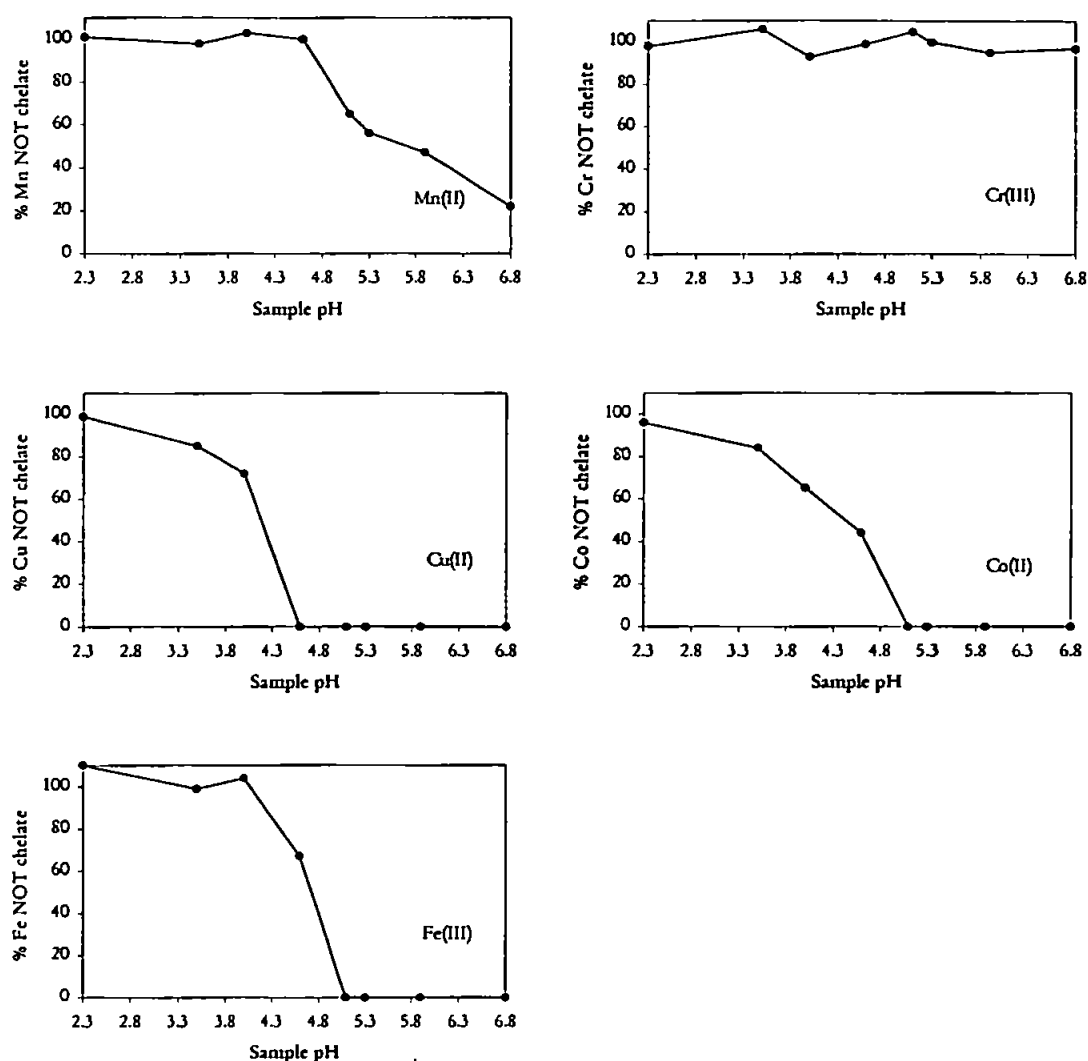 % Mn NOT chelate
100
80
60
40
20
0
Mn(II)
2.3 2.8 3.3 3.8 4.3 4.8 5.3 5.8 6.3 6.8
Sample pH
% Cr NOT chelate
100
80
60
40
20
0
Cr(III)
2.3 2.8 3.3 3.8 4.3 4.8 5.3 5.8 6.3 6.8
Sample pH
% Cu NOT chelate
100
80
60
40
20
0
Cu(II)
2.3 2.8 3.3 3.8 4.3 4.8 5.3 5.8 6.3 6.8
Sample pH
% Co NOT chelate
100
80
60
40
20
0
Co(II)
2.3 2.8 3.3 3.8 4.3 4.8 5.3 5.8 6.3 6.8
Sample pH
% Fe NOT chelate
100
80
60
40
20
0
Fe(III)
2.3 2.8 3.3 3.8 4.3 4.8 5.3 5.8 6.3 6.8
Sample pH